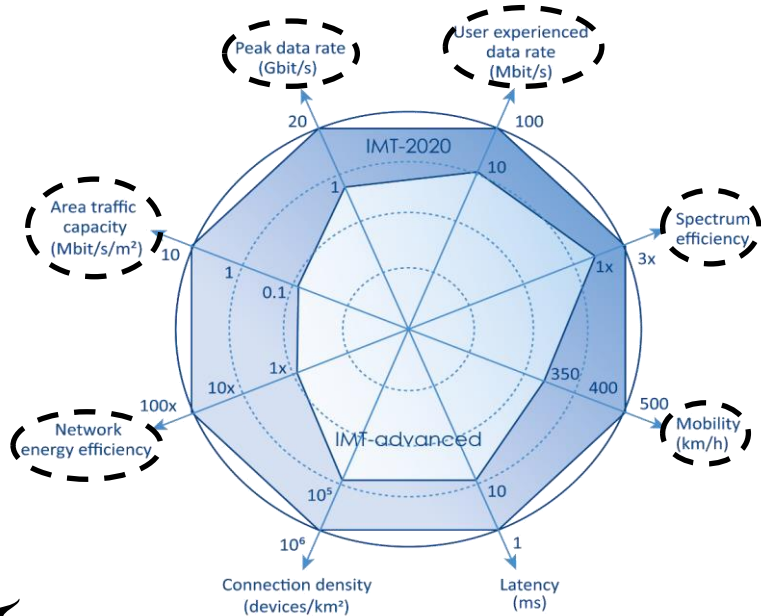 Peak data rate
(Gbit/s)
User experienced
data rate
(Mbit/s)
20
100
IMT-2020
1
10
Area traffic
capacity
(Mbit/s/m²)
10
1
0.1
Spectrum
efficiency
1x
3x
1x
10x
100x
350
400
500
Network
energy efficiency
Mobility
(km/h)
IMT-advanced
10⁵
10
10⁶
1
Connection density
(devices/km²)
Latency
(ms)